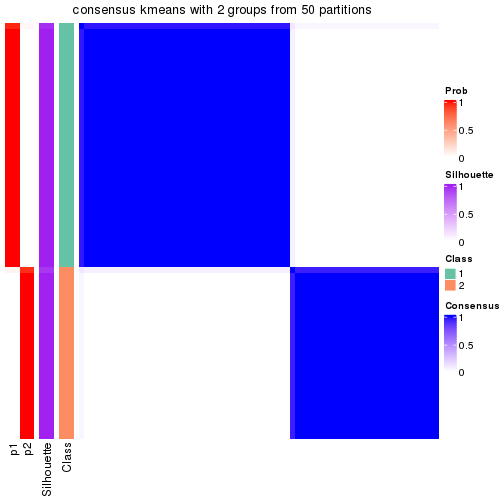 consensus kmeans with 2 groups from 50 partitions
Prob
1
0.5
0
Silhouette
1
0.5
0
Class
1
2
Consensus
1
0.5
0
p1
p2
Silhouette
Class